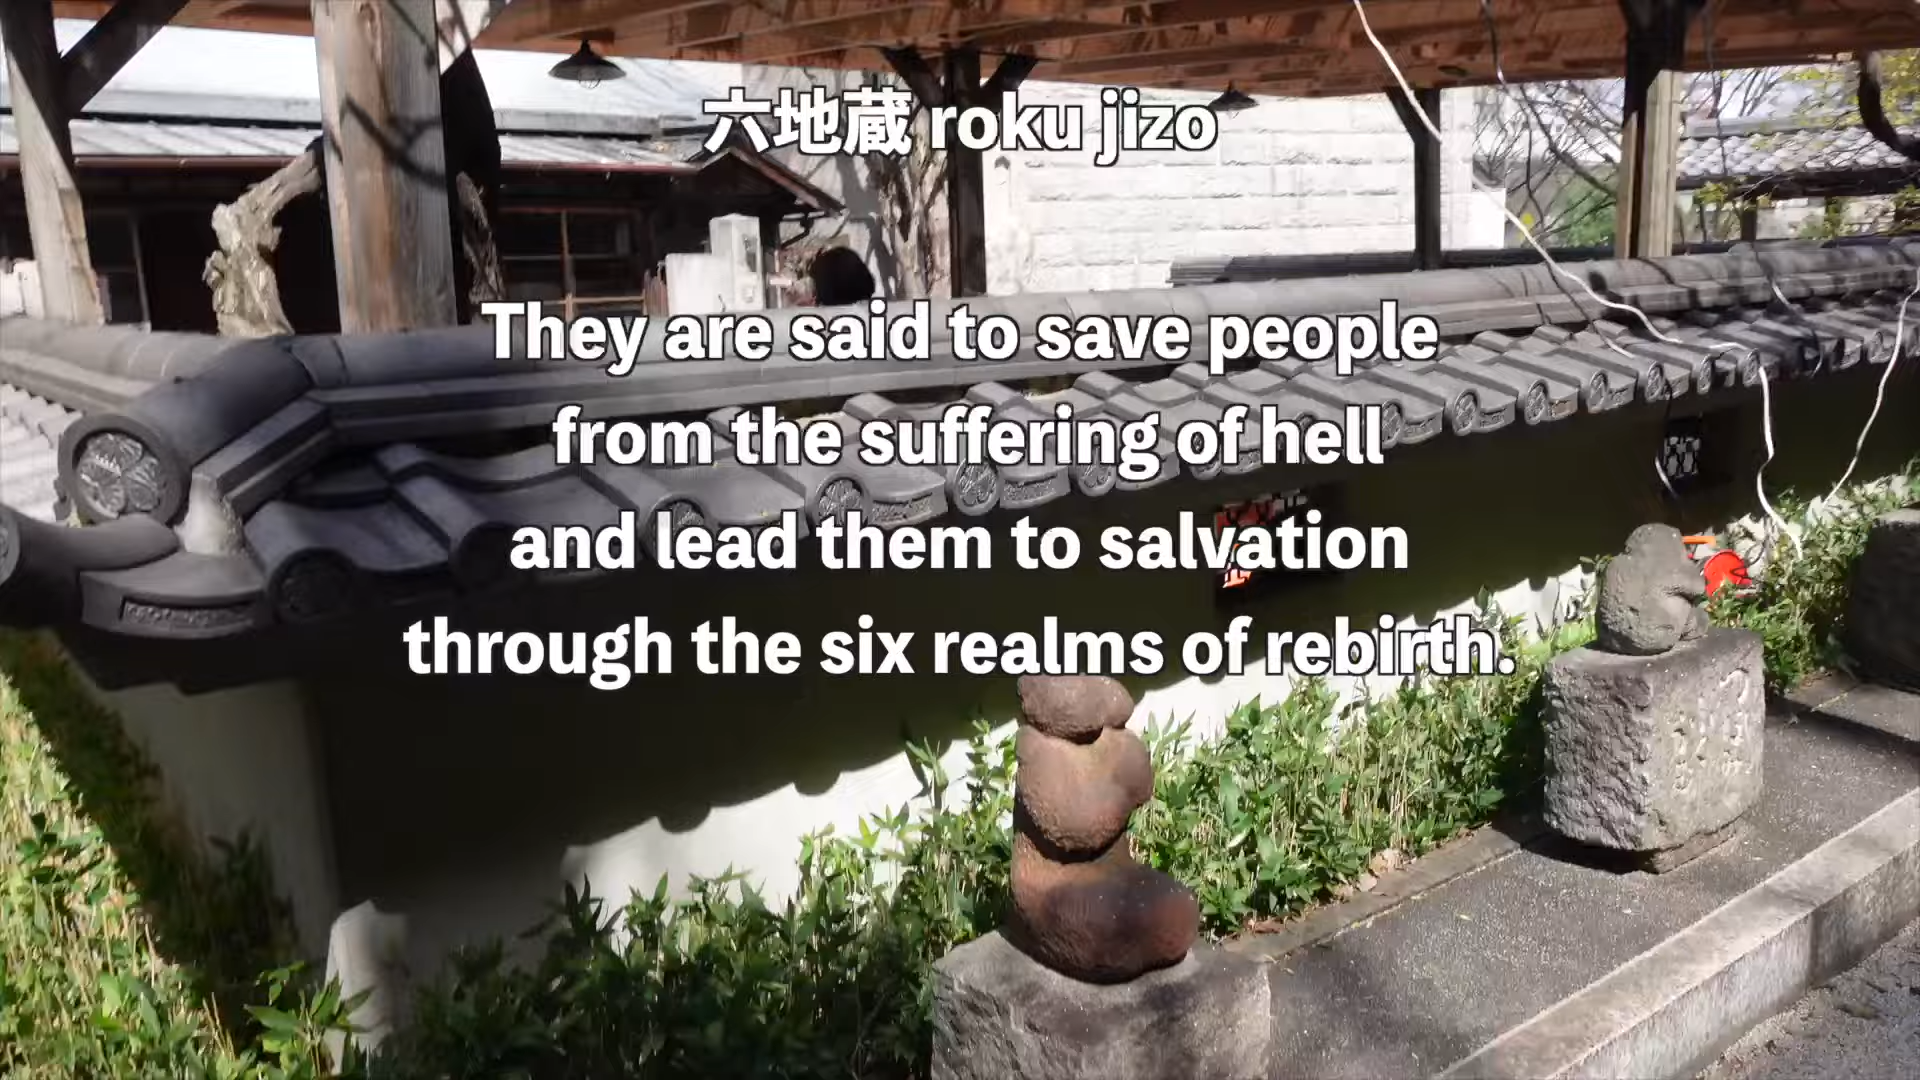 六地蔵 roku jizo
They are said to save people
from the suffering of hell
and lead them to salvation
through the six realms of rebirth.